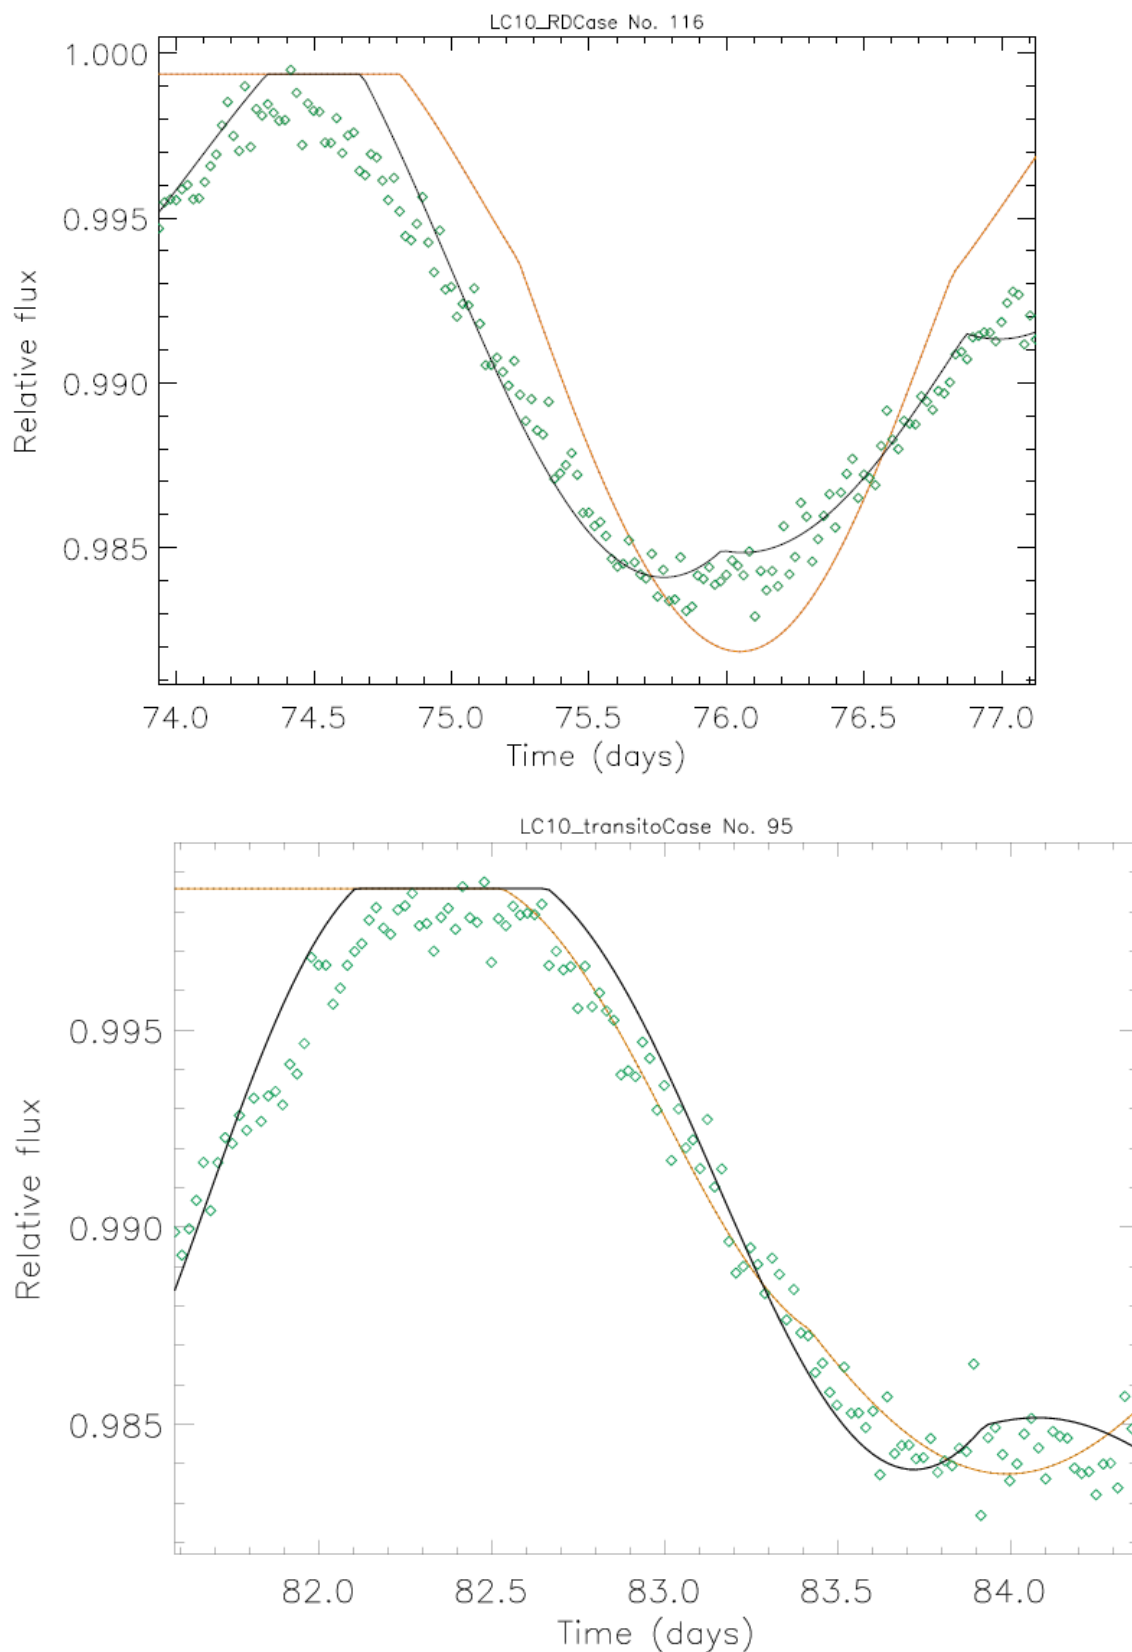 LC10_RDCase No. 116
1.000
0.995
0.990
0.985
Relative flux
74.0 74.5 75.0 75.5 76.0 76.5 77.0
Time (days)
LC10_transitoCase No. 95
0.995
0.990
0.985
Relative flux
82.0 82.5 83.0 83.5 84.0
Time (days)